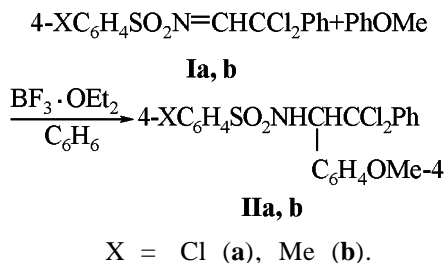 4-XC₆H₄SO₂N=CHCCl₂Ph+PhOMe
Ia, b
BF₃·OEt₂
C₆H₆
4-XC₆H₄SO₂NHCHCCl₂Ph
C₆H₄OMe-4
IIa, b
X = Cl (a), Me (b).